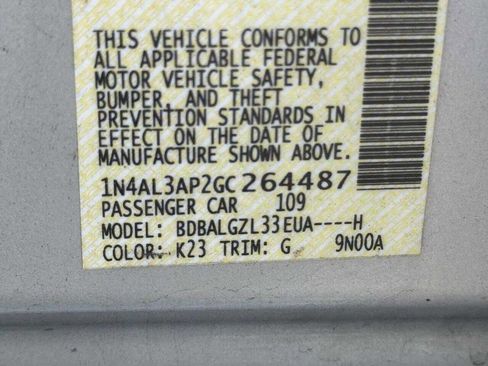 THIS VEHICLE CONFORMS TO
ALL APPLICABLE FEDERAL
MOTOR VEHICLE SAFETY,
BUMPER, AND THEFT
PREVENTION STANDARDS IN
EFFECT ON THE DATE OF
MANUFACTURE SHOWN ABOVE.
1N4AL3AP2GC264487
PASSENGER CAR 109
MODEL: BDBALGZL33EUA----H
COLOR: K23 TRIM: G 9N00A